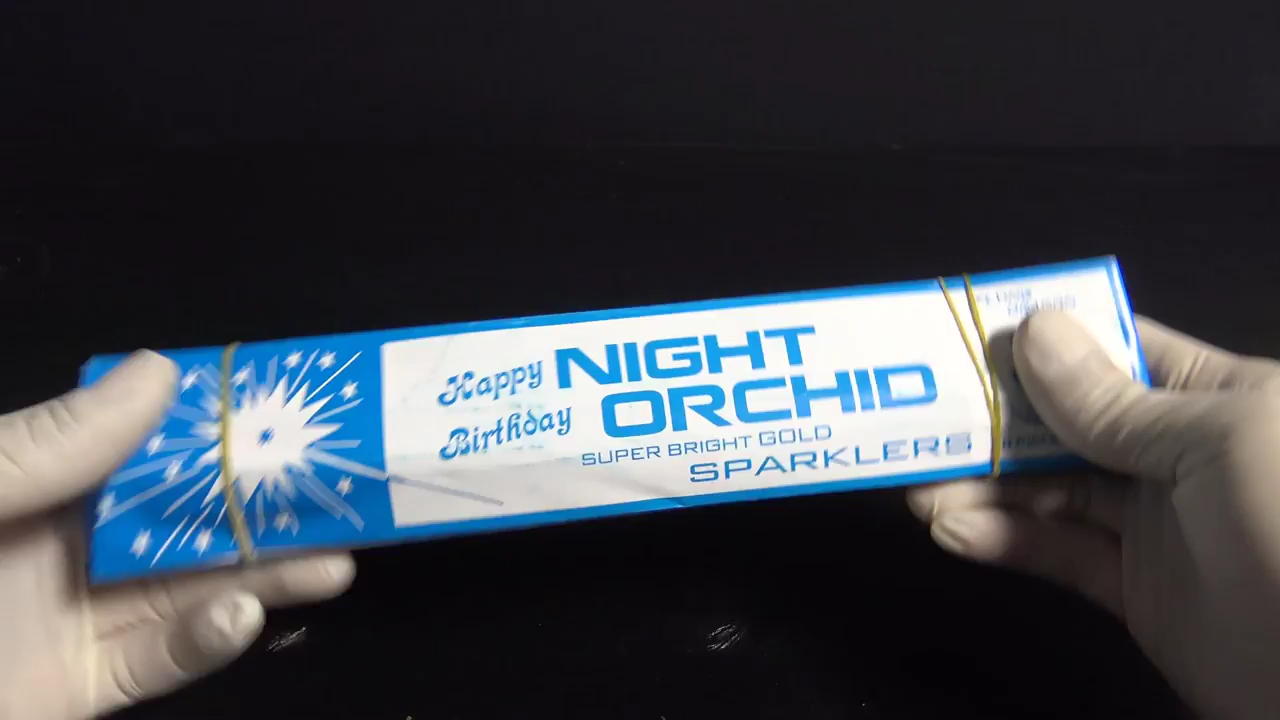 Happy
Birthday
NIGHT
ORCHID
SUPER BRIGHT GOLD
SPARKLERS